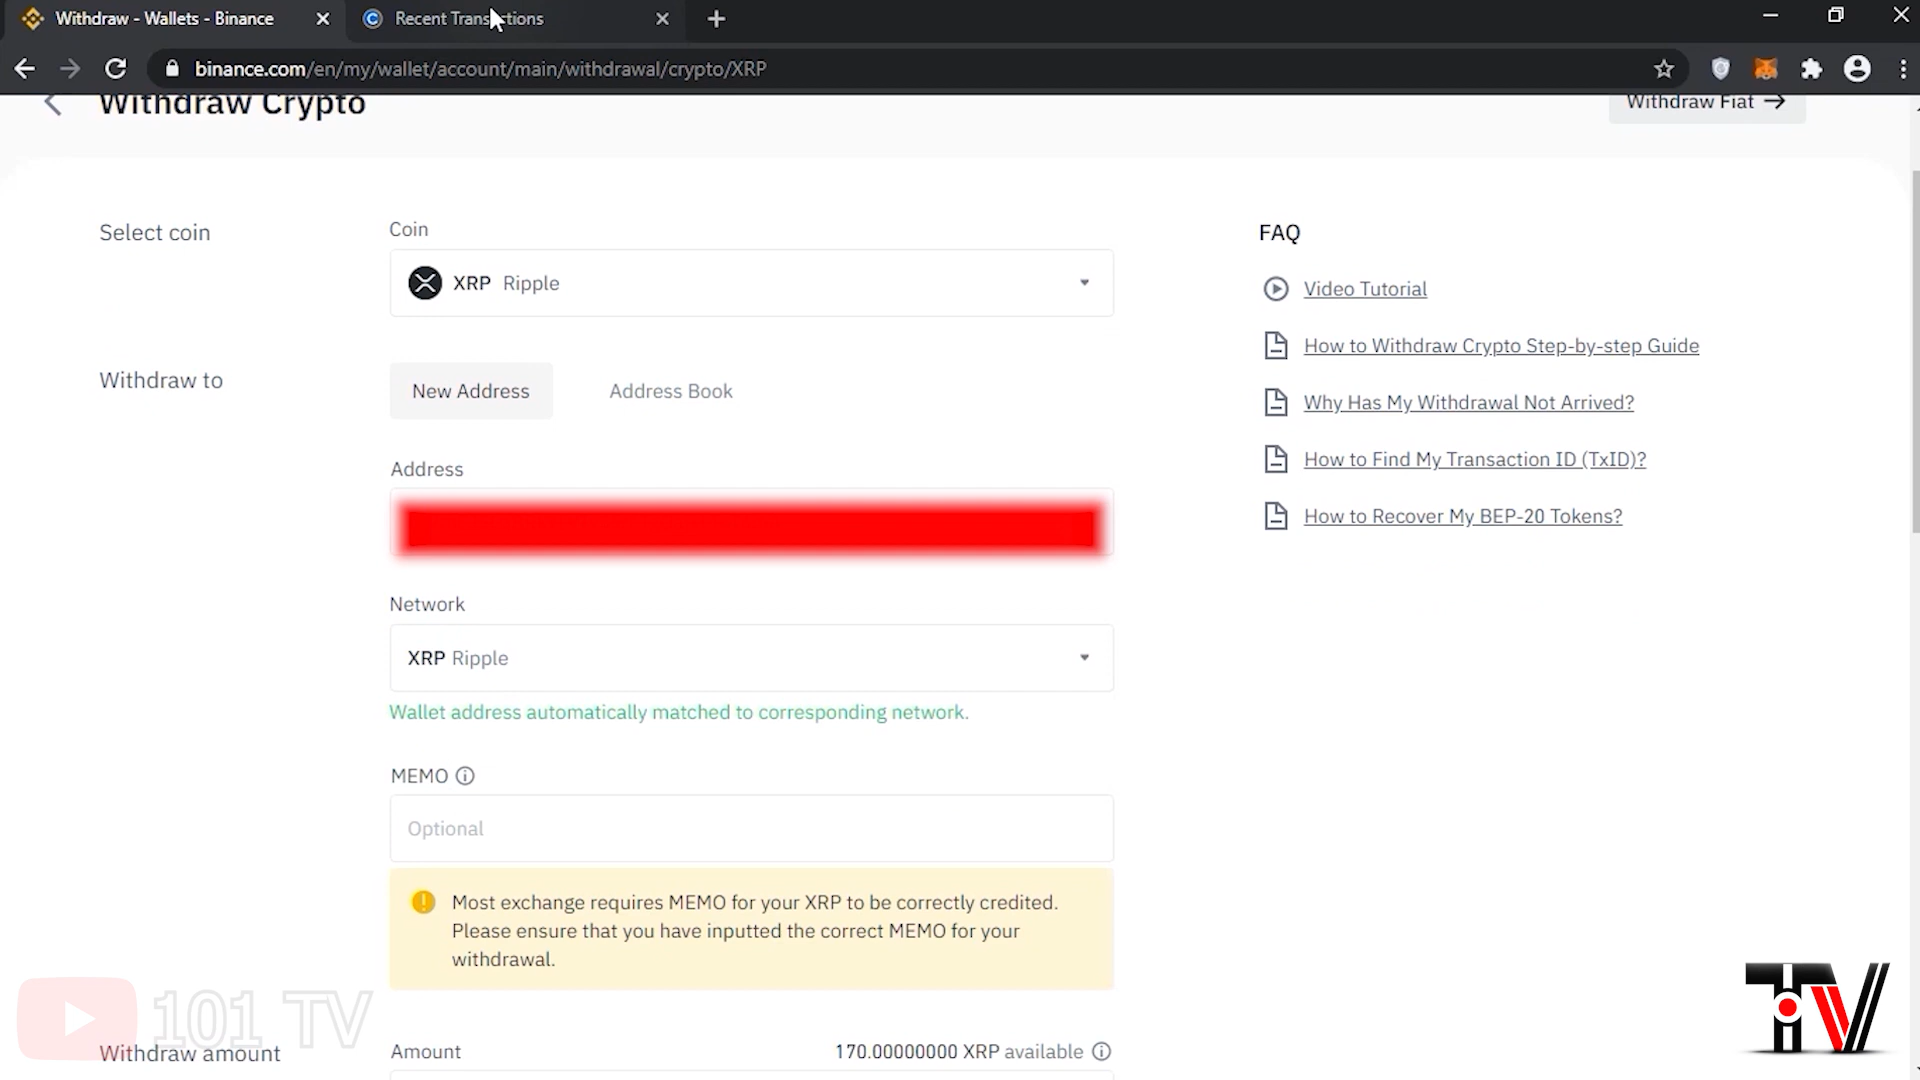 Withdraw - Wallets - Binance
Recent Transactions
binance.com/en/my/wallet/account/main/withdrawal/crypto/XRP
Withdraw Crypto
Withdraw Fiat
Select coin
Coin
XRP Ripple
Withdraw to
New Address
Address Book
Address
Network
XRP Ripple
Wallet address automatically matched to corresponding network.
MEMO
Optional
Most exchange requires MEMO for your XRP to be correctly credited.
Please ensure that you have inputted the correct MEMO for your
withdrawal.
Withdraw amount
Amount
170.00000000 XRP available
FAQ
Video Tutorial
How to Withdraw Crypto Step-by-step Guide
Why Has My Withdrawal Not Arrived?
How to Find My Transaction ID (TxID)?
How to Recover My BEP-20 Tokens?
101 TV
TV